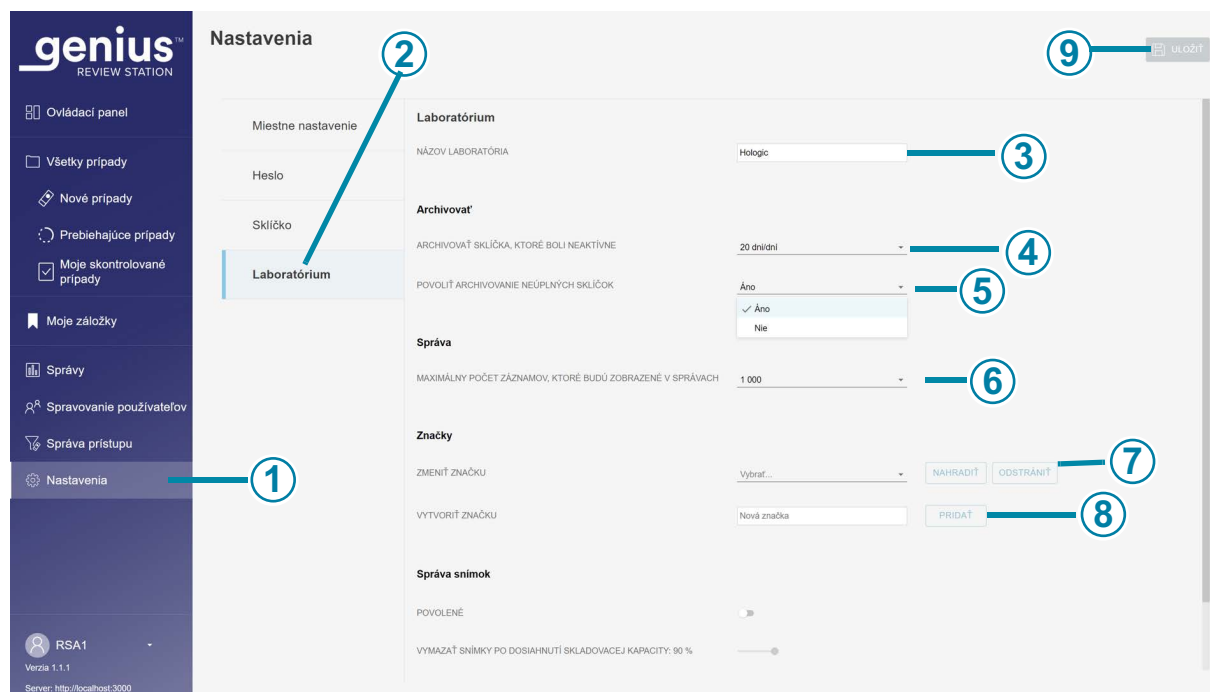 genius™
REVIEW STATION
Ovládací panel
Všetky prípady
Nové prípady
Prebiehajúce prípady
Moje skontrolované
prípady
Moje záložky
Správy
Spravovanie používateľov
Správa prístupu
Nastavenia
1
RSA1
Verzia 1.1.1
Server: http://localhost:3000
Nastavenia
2
9
ULOŽIŤ
Miestne nastavenie
Heslo
Sklíčko
Laboratórium
Laboratórium
NÁZOV LABORATÓRIA
Hologic
3
Archivovať
ARCHIVOVAŤ SKLÍČKA, KTORÉ BOLI NEAKTÍVNE
20 dni/dní
4
POVOLIŤ ARCHIVOVANIE NEÚPLNÝCH SKLÍČOK
Áno
5
Áno
Nie
Správa
MAXIMÁLNY POČET ZÁZNAMOV, KTORÉ BUDÚ ZOBRAZENÉ V SPRÁVACH
1 000
6
Značky
ZMENIŤ ZNAČKU
Vybrať...
NAHRADIŤ
ODSTRÁNIŤ
7
VYTVORIŤ ZNAČKU
Nová značka
PRIDAŤ
8
Správa snímok
POVOLENÉ
VYMAZAŤ SNÍMKY PO DOSIAHNUTÍ SKLADOVACEJ KAPACITY: 90 %